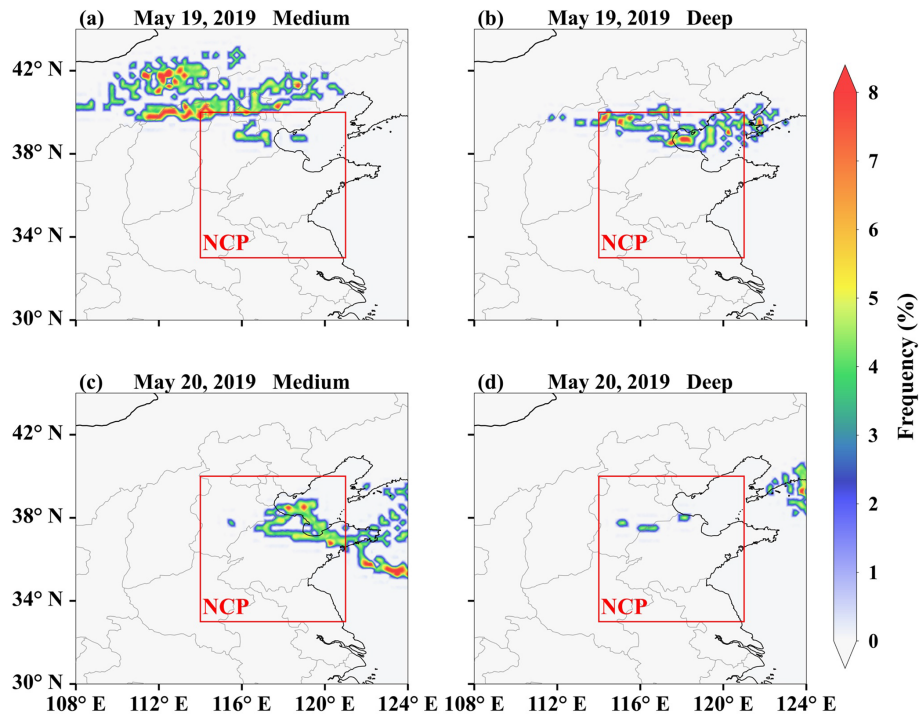 (a) May 19, 2019 Medium
(b) May 19, 2019 Deep
42° N
38° N
34° N
30° N
NCP
NCP
(c) May 20, 2019 Medium
(d) May 20, 2019 Deep
42° N
38° N
34° N
30° N
NCP
NCP
108° E 112° E 116° E 120° E 124° E
108° E 112° E 116° E 120° E 124° E
8
7
6
5
4
3
2
1
0
Frequency (%)